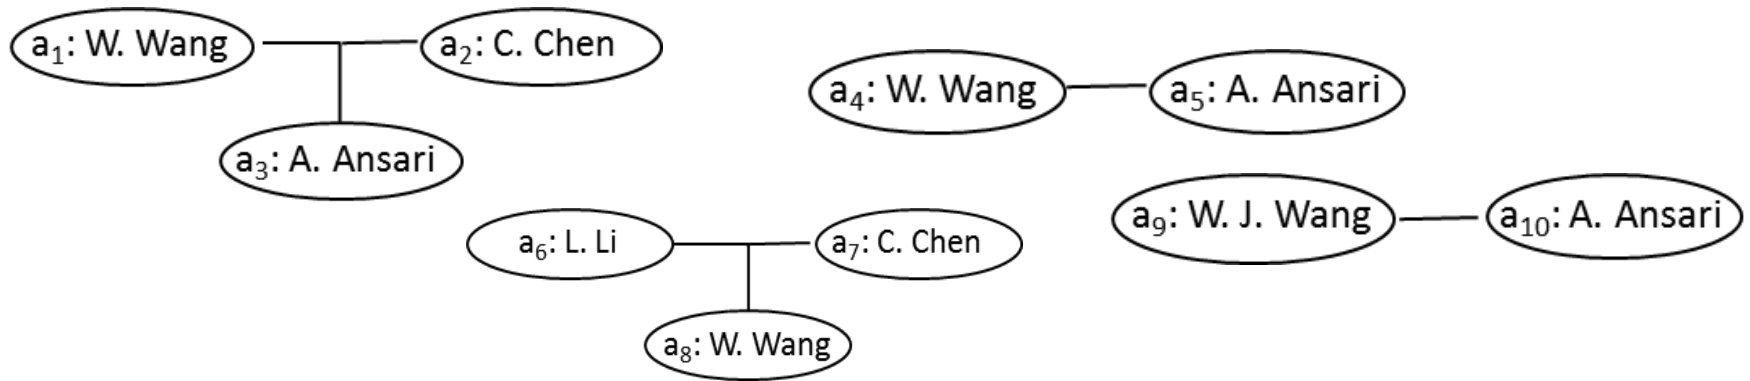 a₁: W. Wang
a₂: C. Chen
a₃: A. Ansari
a₄: W. Wang
a₅: A. Ansari
a₆: L. Li
a₇: C. Chen
a₈: W. Wang
a₉: W. J. Wang
a₁₀: A. Ansari